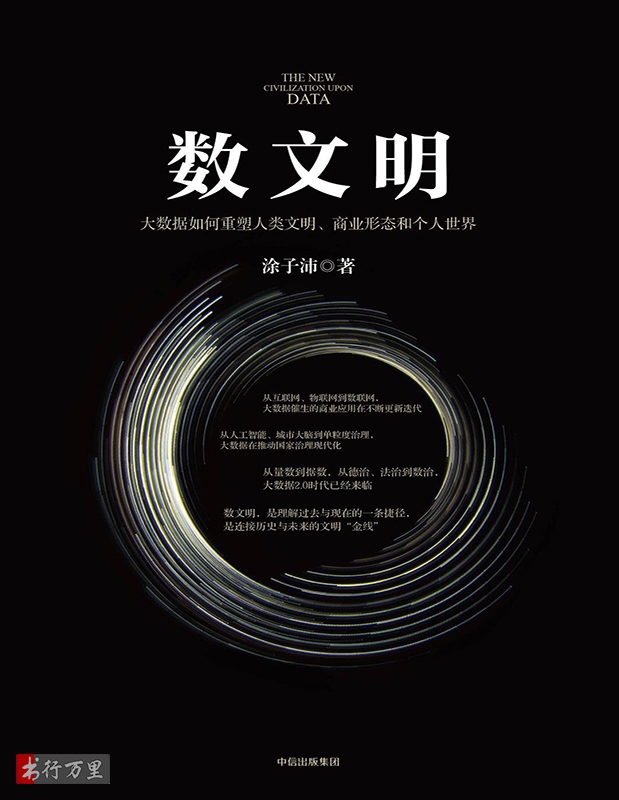 THE NEW
CIVILIZATION UPON
DATA
数文明
大数据如何重塑人类文明、商业形态和个人世界
涂子沛◎著
从互联网、物联网到数联网，
大数据催生的商业应用在不断更新迭代
从人工智能、城市大脑到单粒度治理，
大数据在推动国家治理现代化
从量数到据数，从德治、法治到数治，
大数据2.0时代已经来临
数文明，是理解过去与现在的一条捷径，
是连接历史与未来的文明“金线”
中信出版集团
书行万里